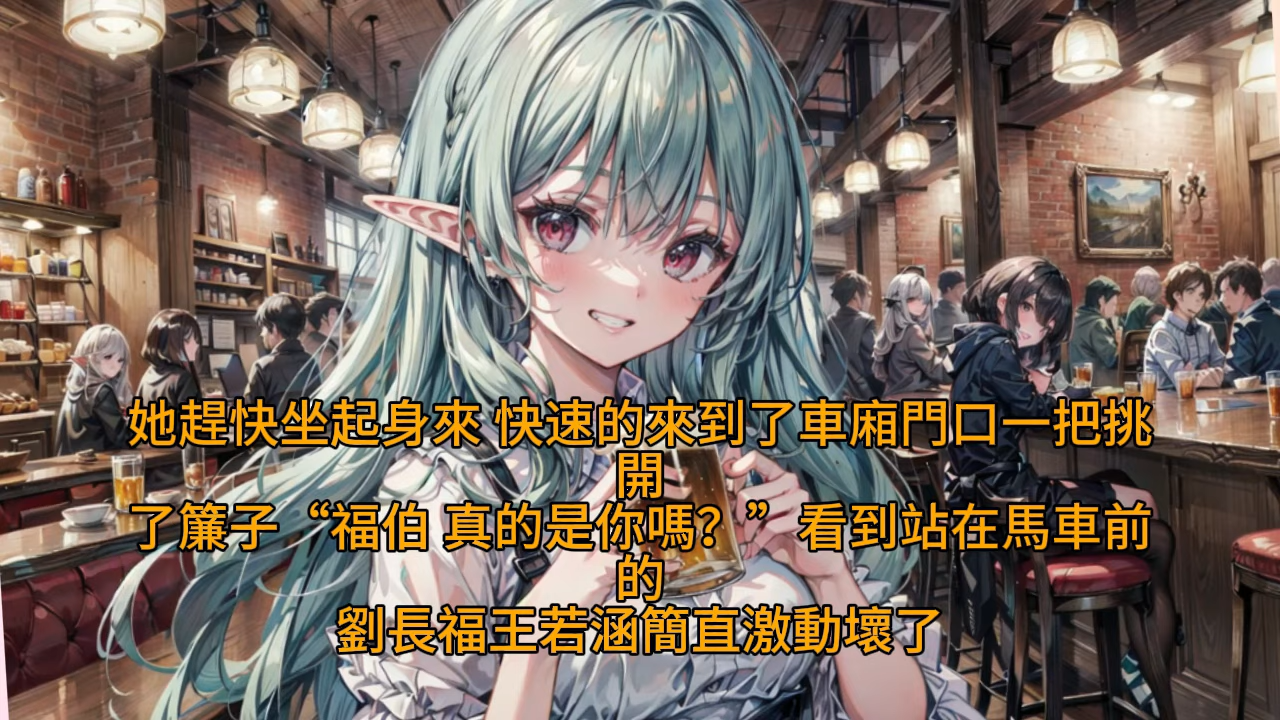 她趕快坐起身來 快速的來到了車廂門口一把挑
開
了簾子“福伯 真的是你嗎？”看到站在馬車前
的
劉長福王若涵簡直激動壞了